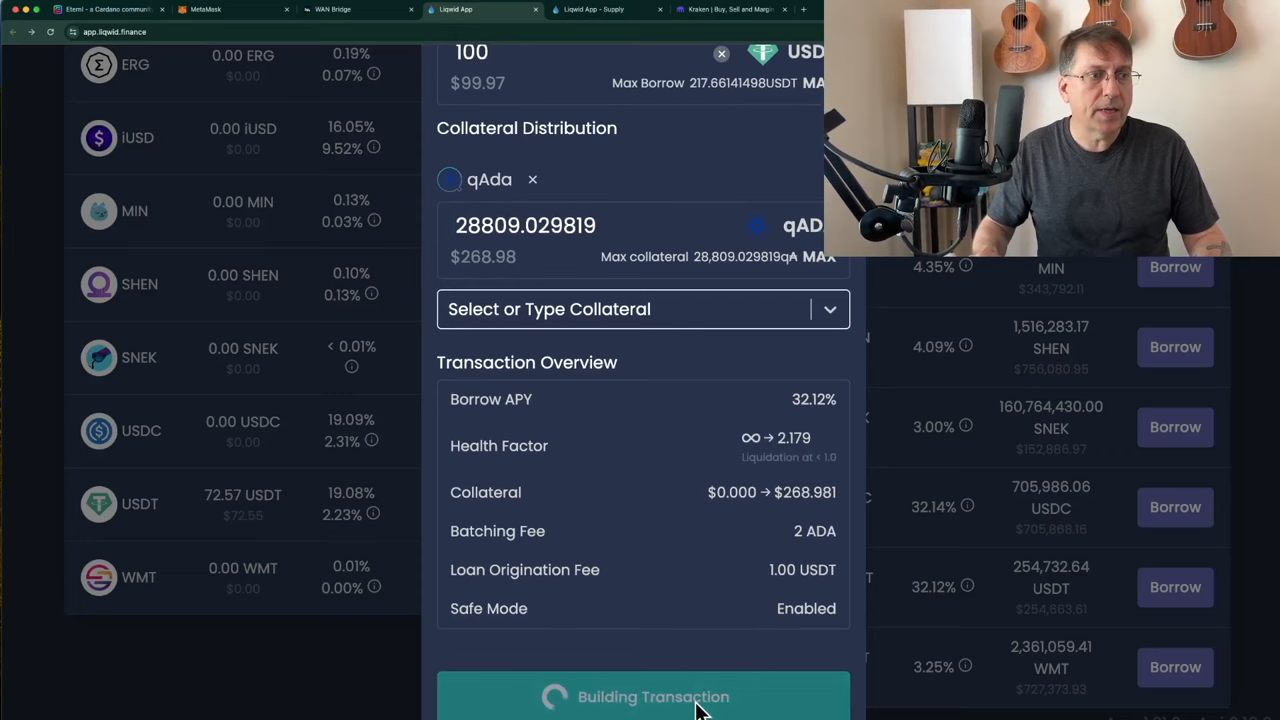 Eternl - a Cardano community
MetaMask
WAN Bridge
Liqwid App
Liqwid App - Supply
Kraken | Buy, Sell and Margin
app.liqwid.finance
ERG
0.00 ERG
$0.00
0.19%
0.07%
iUSD
0.00 iUSD
$0.00
16.05%
9.52%
MIN
0.00 MIN
$0.00
0.13%
0.03%
SHEN
0.00 SHEN
$0.00
0.10%
0.13%
SNEK
0.00 SNEK
$0.00
< 0.01%
USDC
0.00 USDC
$0.00
19.09%
2.31%
USDT
72.57 USDT
$72.55
19.08%
2.23%
WMT
0.00 WMT
$0.00
0.01%
0.00%
100
USD
$99.97
Max Borrow 217.66141498USDT MA
Collateral Distribution
qAda ×
28809.029819
qAD
$268.98
Max collateral 28,809.029819q₳ MAX
Select or Type Collateral
Transaction Overview
Borrow APY
32.12%
Health Factor
∞ → 2.179
Liquidation at < 1.0
Collateral
$0.000 → $268.981
Batching Fee
2 ADA
Loan Origination Fee
1.00 USDT
Safe Mode
Enabled
Building Transaction
4.35%
MIN
$343,792.11
Borrow
N
4.09%
1,516,283.17
SHEN
$756,080.95
Borrow
K
3.00%
160,764,430.00
SNEK
$152,886.97
Borrow
C
32.14%
705,986.06
USDC
$705,868.16
Borrow
T
32.12%
254,732.64
USDT
$254,663.61
Borrow
T
3.25%
2,361,059.41
WMT
$727,373.93
Borrow